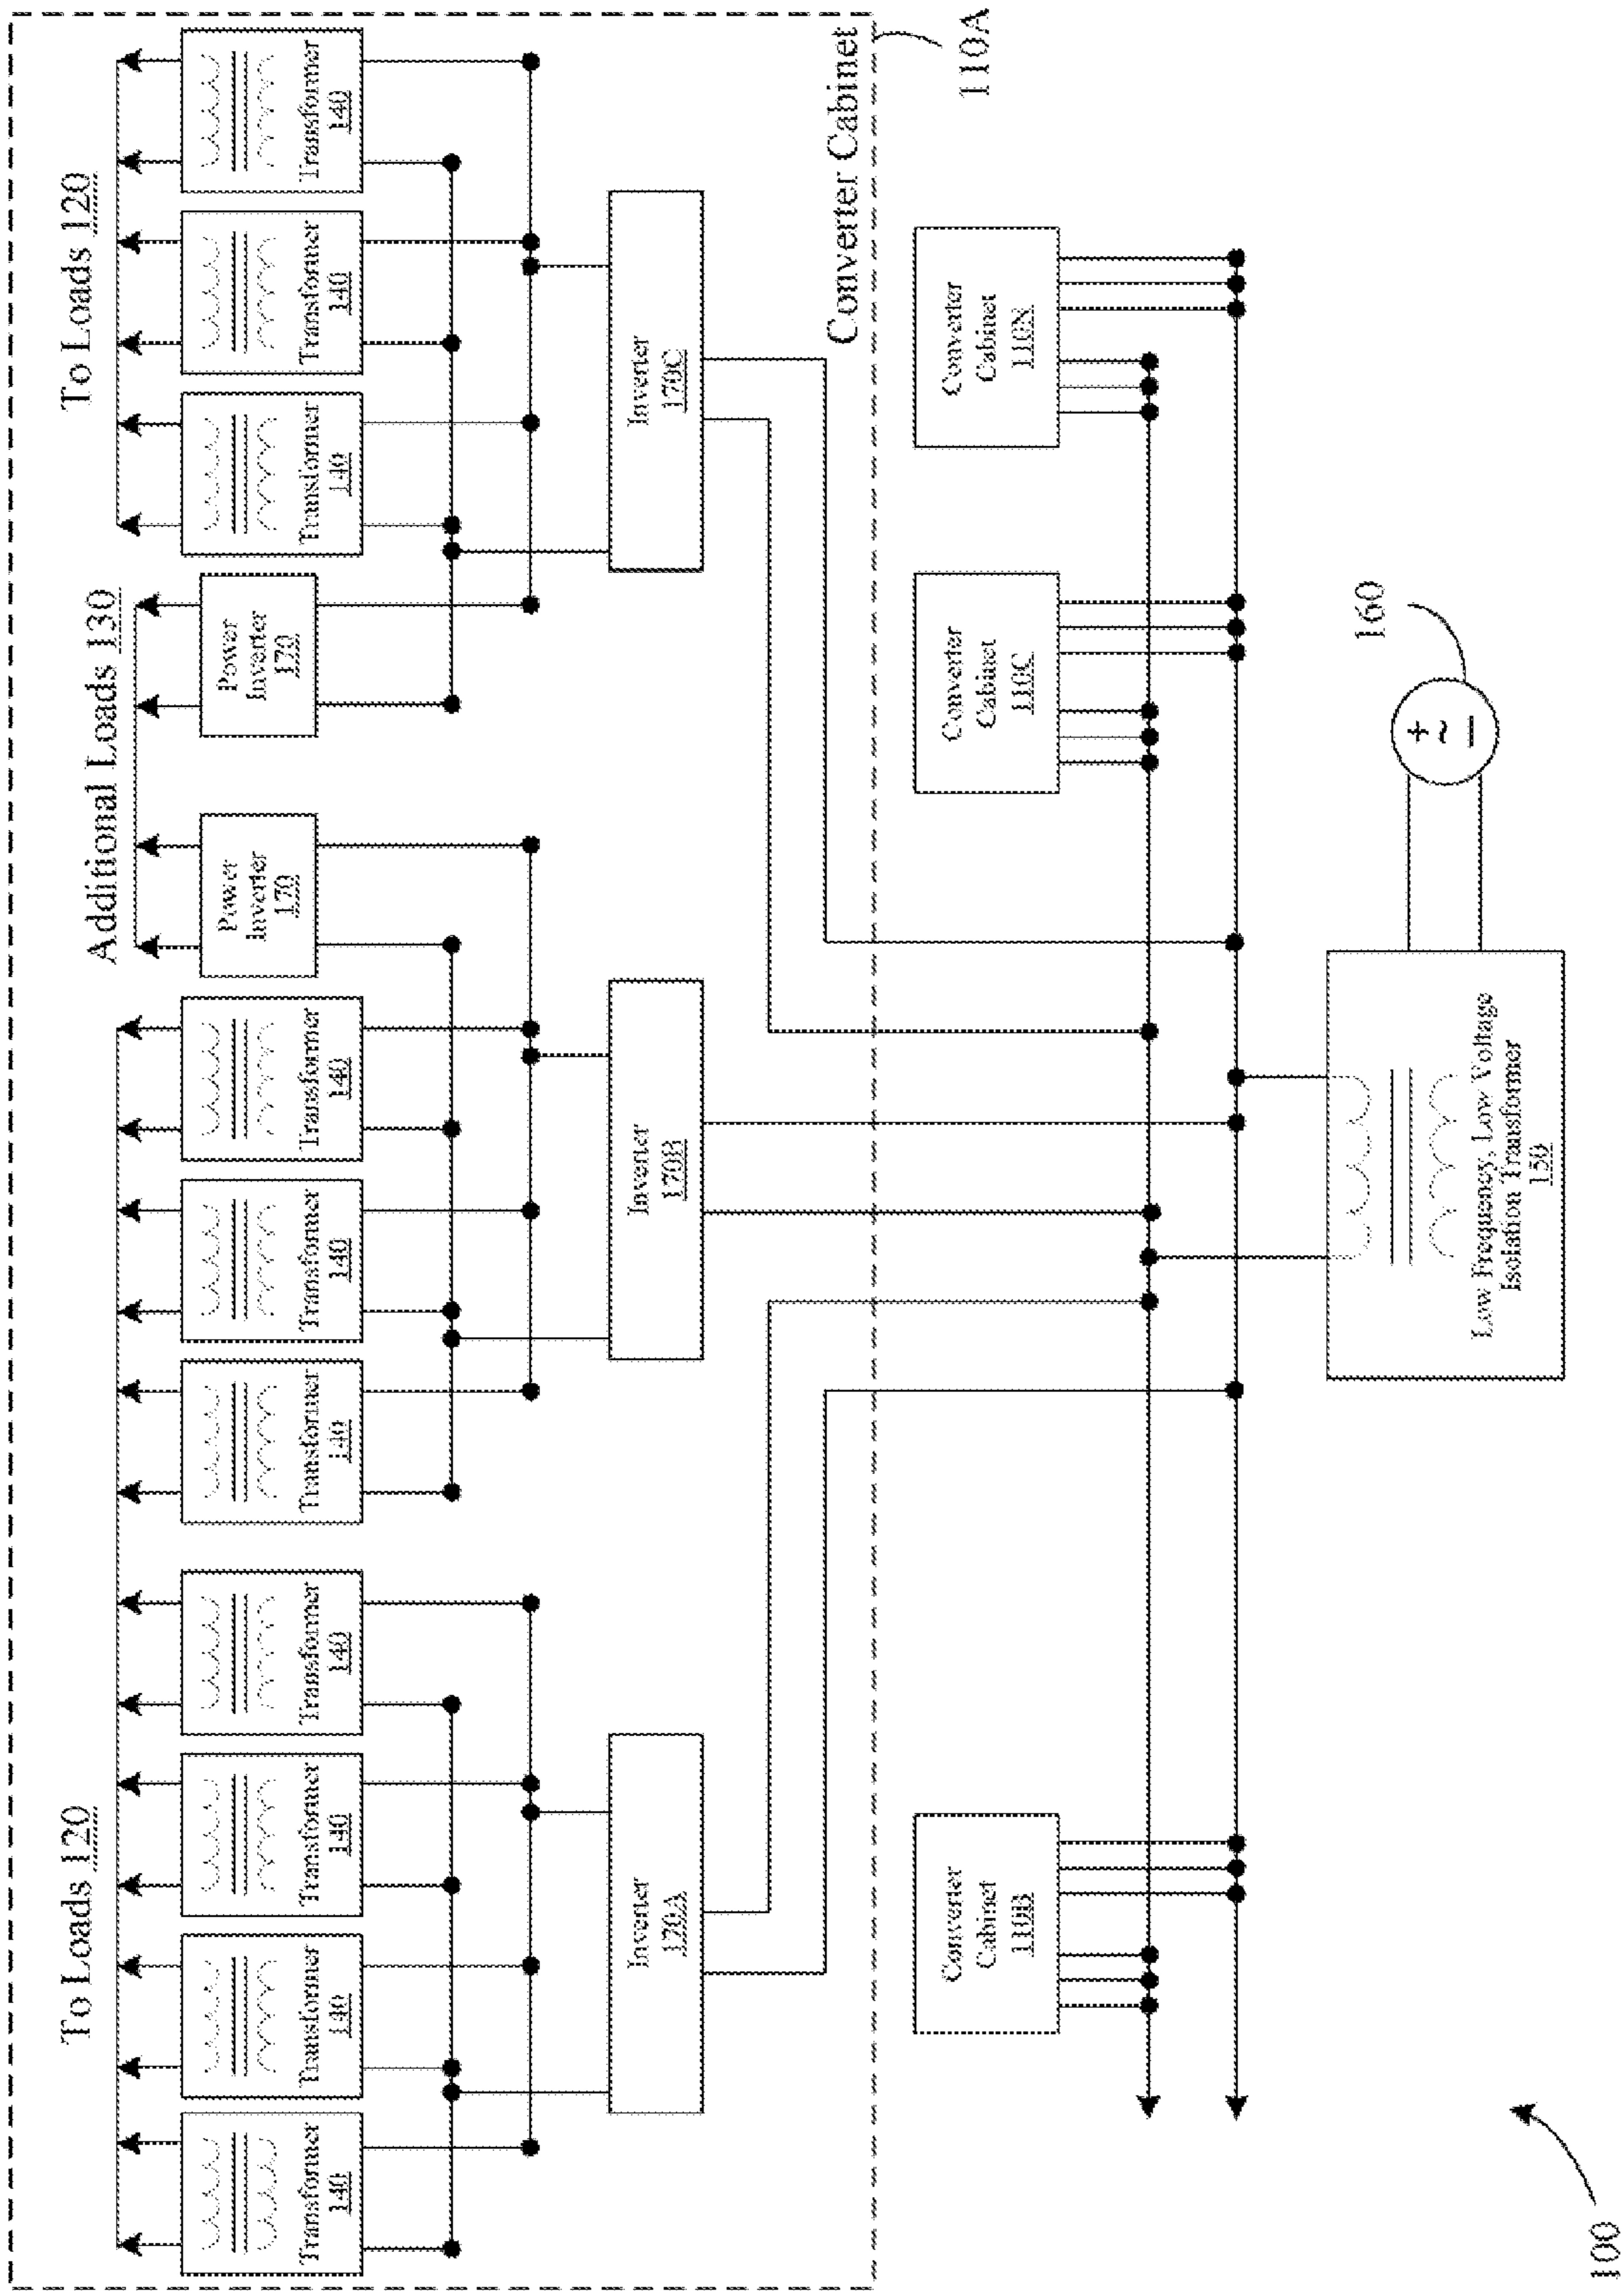 To Loads 120
Additional Loads 130
To Loads 120
Transformer
140
Transformer
140
Transformer
140
Transformer
140
Transformer
140
Transformer
140
Transformer
140
Power
Inverter
170
Power
Inverter
170
Transformer
140
Transformer
140
Transformer
140
Inverter
170A
Inverter
170B
Inverter
170C
Converter Cabinet
110A
Converter
Cabinet
110B
Converter
Cabinet
110C
Converter
Cabinet
110N
Low Frequency, Low Voltage
Isolation Transformer
150
+
~
–
160
100